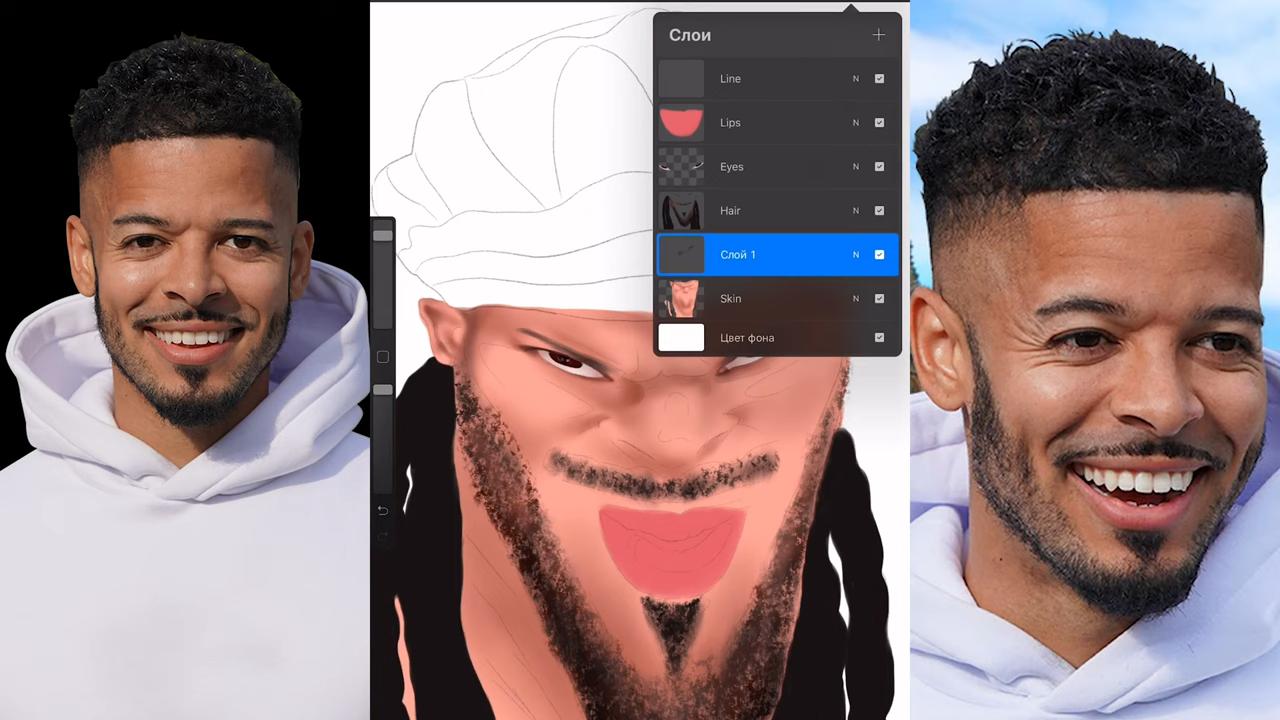 Слои
Line N
Lips N
Eyes N
Hair N
Слой 1 N
Skin N
Цвет фона